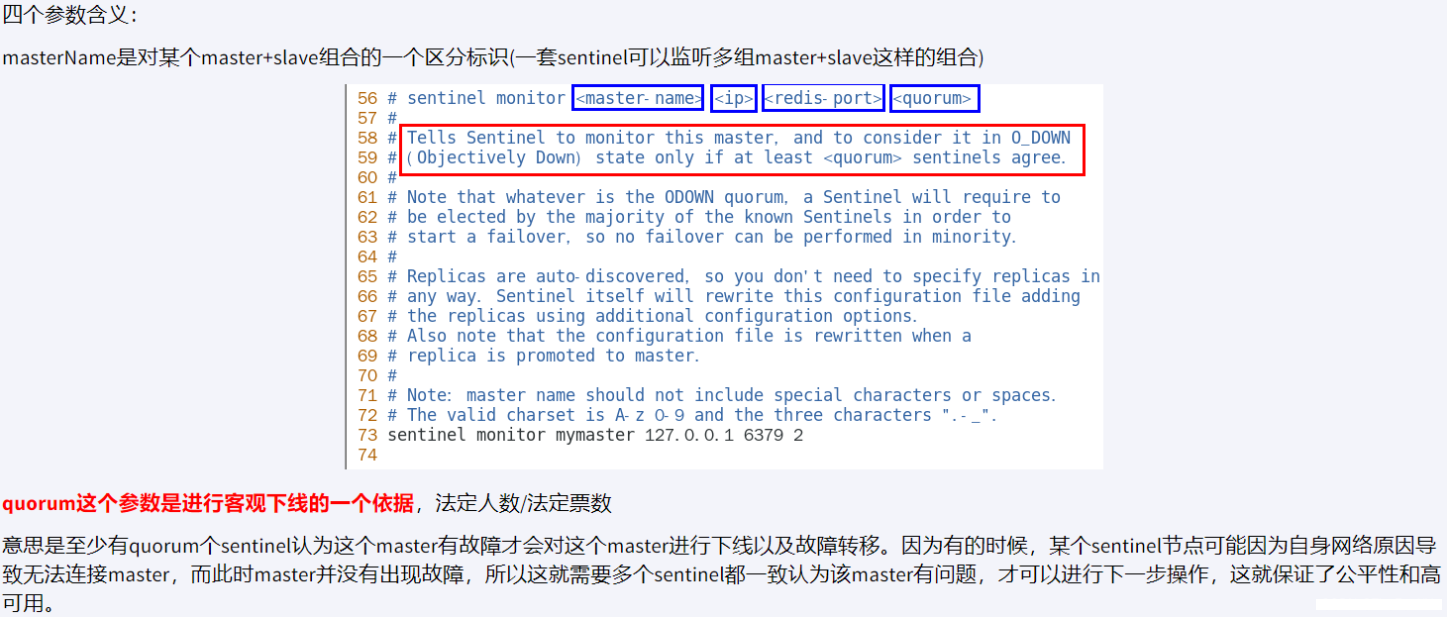 四个参数含义：
masterName是对某个master+slave组合的一个区分标识(一套sentinel可以监听多组master+slave这样的组合)
56 # sentinel monitor <master-name> <ip> <redis-port> <quorum>
57 #
58 # Tells Sentinel to monitor this master, and to consider it in O_DOWN
59 # (Objectively Down) state only if at least <quorum> sentinels agree.
60 #
61 # Note that whatever is the ODOWN quorum, a Sentinel will require to
62 # be elected by the majority of the known Sentinels in order to
63 # start a failover, so no failover can be performed in minority.
64 #
65 # Replicas are auto-discovered, so you don't need to specify replicas in
66 # any way. Sentinel itself will rewrite this configuration file adding
67 # the replicas using additional configuration options.
68 # Also note that the configuration file is rewritten when a
69 # replica is promoted to master.
70 #
71 # Note: master name should not include special characters or spaces.
72 # The valid charset is A-z 0-9 and the three characters ".-_".
73 sentinel monitor mymaster 127.0.0.1 6379 2
74
quorum这个参数是进行客观下线的一个依据，法定人数/法定票数
意思是至少有quorum个sentinel认为这个master有故障才会对这个master进行下线以及故障转移。因为有的时候，某个sentinel节点可能因为自身网络原因导
致无法连接master，而此时master并没有出现故障，所以这就需要多个sentinel都一致认为该master有问题，才可以进行下一步操作，这就保证了公平性和高
可用。